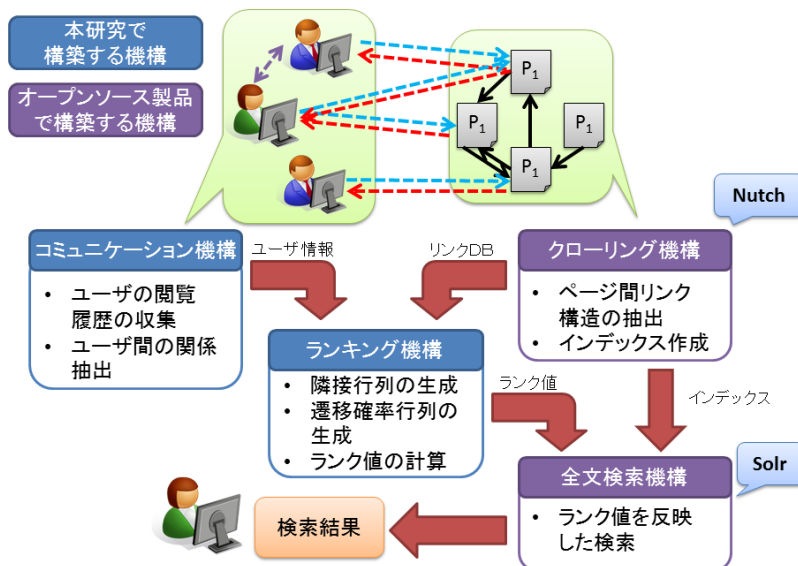 本研究で
構築する機構
オープンソース製品
で構築する機構
P1
P1
P1
P1
Nutch
コミュニケーション機構
• ユーザの閲覧
履歴の収集
• ユーザ間の関係
抽出
ユーザ情報
リンクDB
クローリング機構
• ページ間リンク
構造の抽出
• インデックス作成
ランキング機構
• 隣接行列の生成
• 遷移確率行列の
生成
• ランク値の計算
ランク値
インデックス
Solr
全文検索機構
• ランク値を反映
した検索
検索結果